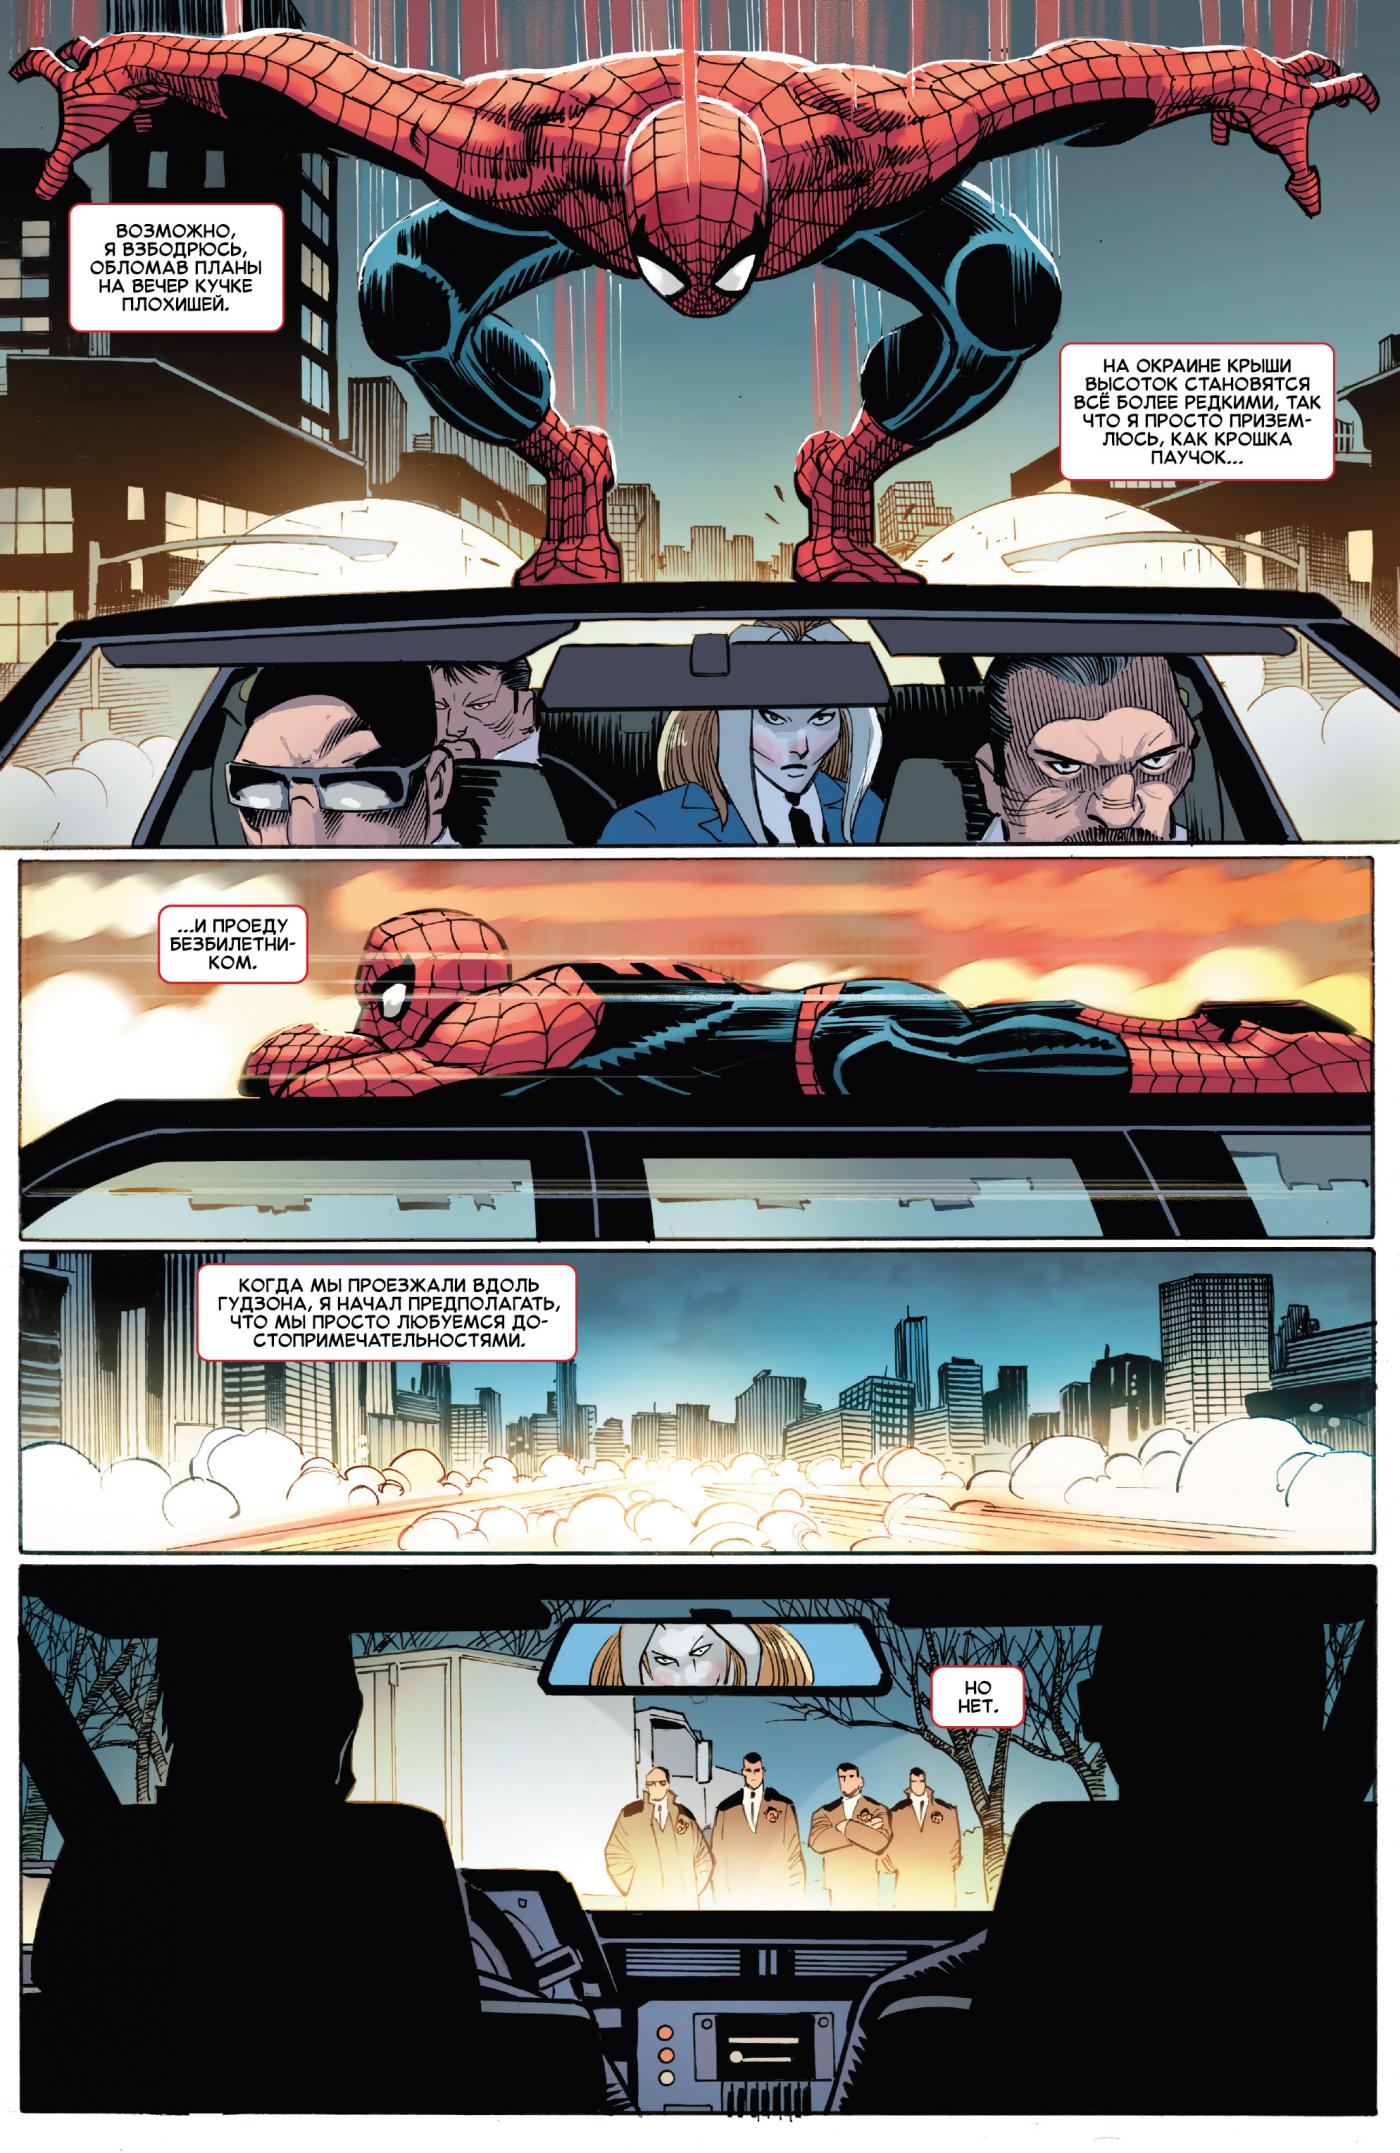 ВОЗМОЖНО,
Я ВЗБОДРЮСЬ,
ОБЛОМАВ ПЛАНЫ
НА ВЕЧЕР КУЧКЕ
ПЛОХИШЕЙ.
НА ОКРАИНЕ КРЫШИ
ВЫСОТОК СТАНОВЯТСЯ
ВСЁ БОЛЕЕ РЕДКИМИ, ТАК
ЧТО Я ПРОСТО ПРИЗЕМ-
ЛЮСЬ, КАК КРОШКА
ПАУЧОК...
...И ПРОЕДУ
БЕЗБИЛЕТНИ-
КОМ.
КОГДА МЫ ПРОЕЗЖАЛИ ВДОЛЬ
ГУДЗОНА, Я НАЧАЛ ПРЕДПОЛАГАТЬ,
ЧТО МЫ ПРОСТО ЛЮБУЕМСЯ ДО-
СТОПРИМЕЧАТЕЛЬНОСТЯМИ.
НО
НЕТ.